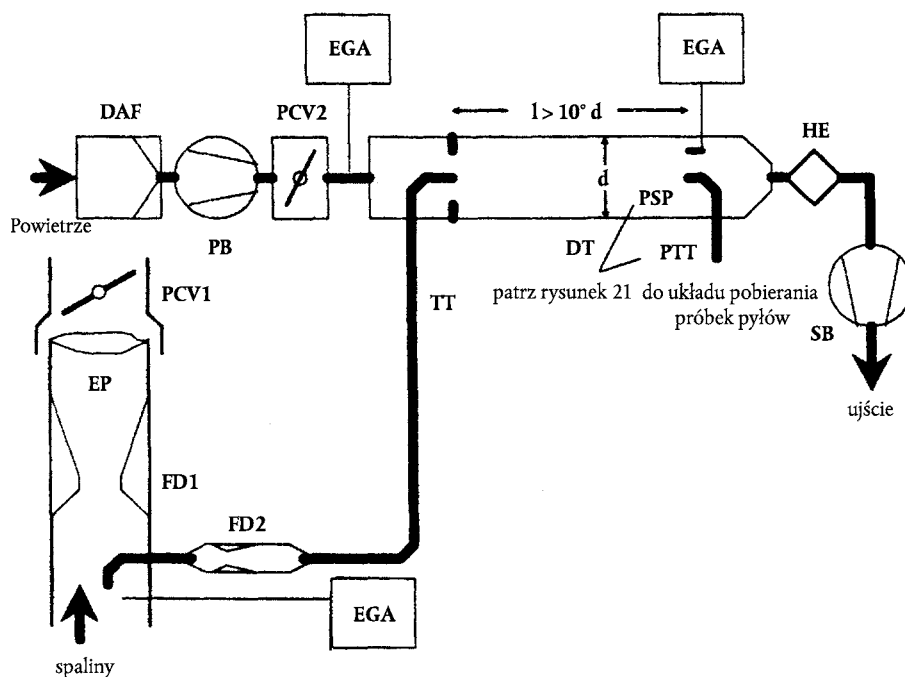 EGA
EGA
DAF
PCV2
l > 10° d
HE
d
Powietrze
PB
PSP
DT
PTT
PCV1
TT
patrz rysunek 21 do układu pobierania
próbek pyłów
SB
EP
ujście
FD1
FD2
EGA
spaliny